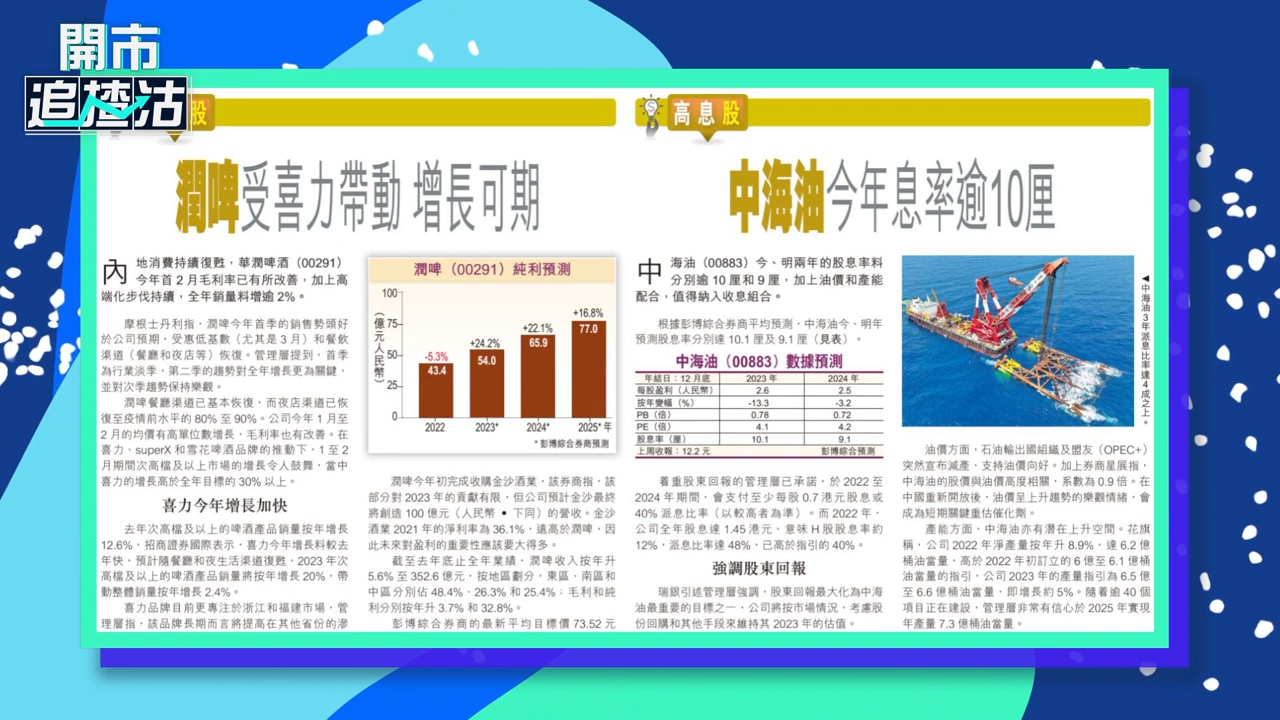 開市
追揸沽
股
潤啤受喜力帶動 增長可期
內地消費持續復甦，華潤啤酒（00291）
今年首2月毛利率已有所改善，加上高
端化步伐持續，全年銷量料增逾2%。
摩根士丹利指，潤啤今年首季的銷售勢頭好
於公司預期，受惠低基數（尤其是3月）和餐飲
渠道（餐廳和夜店等）恢復。管理層提到，首季
為行業淡季，第二季的趨勢對全年增長更為關鍵，
並對次季趨勢保持樂觀。
潤啤餐廳渠道已基本恢復，而夜店渠道已恢
復至疫情前水平的80%至90%。公司今年1月至
2月的均價有高單位數增長，毛利率也有改善。在
喜力、superX和雪花啤酒品牌的推動下，1至2
月期間次高檔及以上市場的增長令人鼓舞，當中
喜力的增長高於全年目標的30%以上。
喜力今年增長加快
去年次高檔及以上的啤酒產品銷量按年增長
12.6%，招商證券國際表示，喜力今年增長料較去
年快，預計隨餐廳和夜生活渠道恢復，2023年次
高檔及以上的啤酒產品銷量將按年增長20%，帶
動整體銷量按年增長2.4%。
喜力品牌目前更專注於浙江和福建市場，管
理層指，該品牌長期而言將提高在其他省份的滲
潤啤（00291）純利預測
（億元人民幣）
100
75
50
25
0
-5.3%
43.4
+24.2%
54.0
+22.1%
65.9
+16.8%
77.0
2022 2023* 2024* 2025* 年
* 彭博綜合券商預測
潤啤今年初完成收購金沙酒業，該券商指，該
部分對2023年的貢獻有限，但公司預計金沙最終
將創造100億元（人民幣•下同）的營收。金沙
酒業2021年的淨利率為36.1%，遠高於潤啤，因
此未來對盈利的重要性應該要大得多。
截至去年底止全年業績，潤啤收入按年升
5.6%至352.6億元，按地區劃分，東區、南區和
中區分別佔48.4%、26.3%和25.4%；毛利和純
利分別按年升3.7%和32.8%。
彭博綜合券商的最新平均目標價73.52元
高息股
中海油今年息率逾10厘
中海油（00883）今、明兩年的股息率料
分別逾10厘和9厘，加上油價和產能
配合，值得納入收息組合。
根據彭博綜合券商平均預測，中海油今、明年
預測股息率分別達10.1厘及9.1厘（見表）。
中海油（00883）數據預測
年結日：12月底 2023年 2024年
每股盈利（人民幣） 2.6 2.5
按年變幅（%） -13.3 -3.2
PB（倍） 0.78 0.72
PE（倍） 4.1 4.2
股息率（厘） 10.1 9.1
上周收報：12.2元 彭博綜合預測
着重股東回報的管理層已承諾，於2022至
2024年期間，會支付至少每股0.7港元股息或
40%派息比率（以較高者為準）。而2022年，
公司全年股息達1.45港元，意味H股股息率約
12%，派息比率達48%，已高於指引的40%。
強調股東回報
瑞銀引述管理層強調，股東回報最大化為中海
油最重要的目標之一，公司將按市場情況，考慮股
份回購和其他手段來維持其2023年的估值。
◀中海油3年派息比率達4成之上。
油價方面，石油輸出國組織及盟友（OPEC+）
突然宣布減產，支持油價向好。加上券商星展指，
中海油的股價與油價高度相關，系數為0.9倍。在
中國重新開放後，油價呈上升趨勢的樂觀情緒，會
成為短期關鍵重估催化劑。
產能方面，中海油亦有潛在上升空間。花旗
稱，公司2022年淨產量按年升8.9%，達6.2億
桶油當量，高於2022年初訂立的6億至6.1億桶
油當量的指引，公司2023年的產量指引為6.5億
至6.6億桶油當量，即增長約5%。隨着逾40個
項目正在建設，管理層非常有信心於2025年實現
年產量7.3億桶油當量。